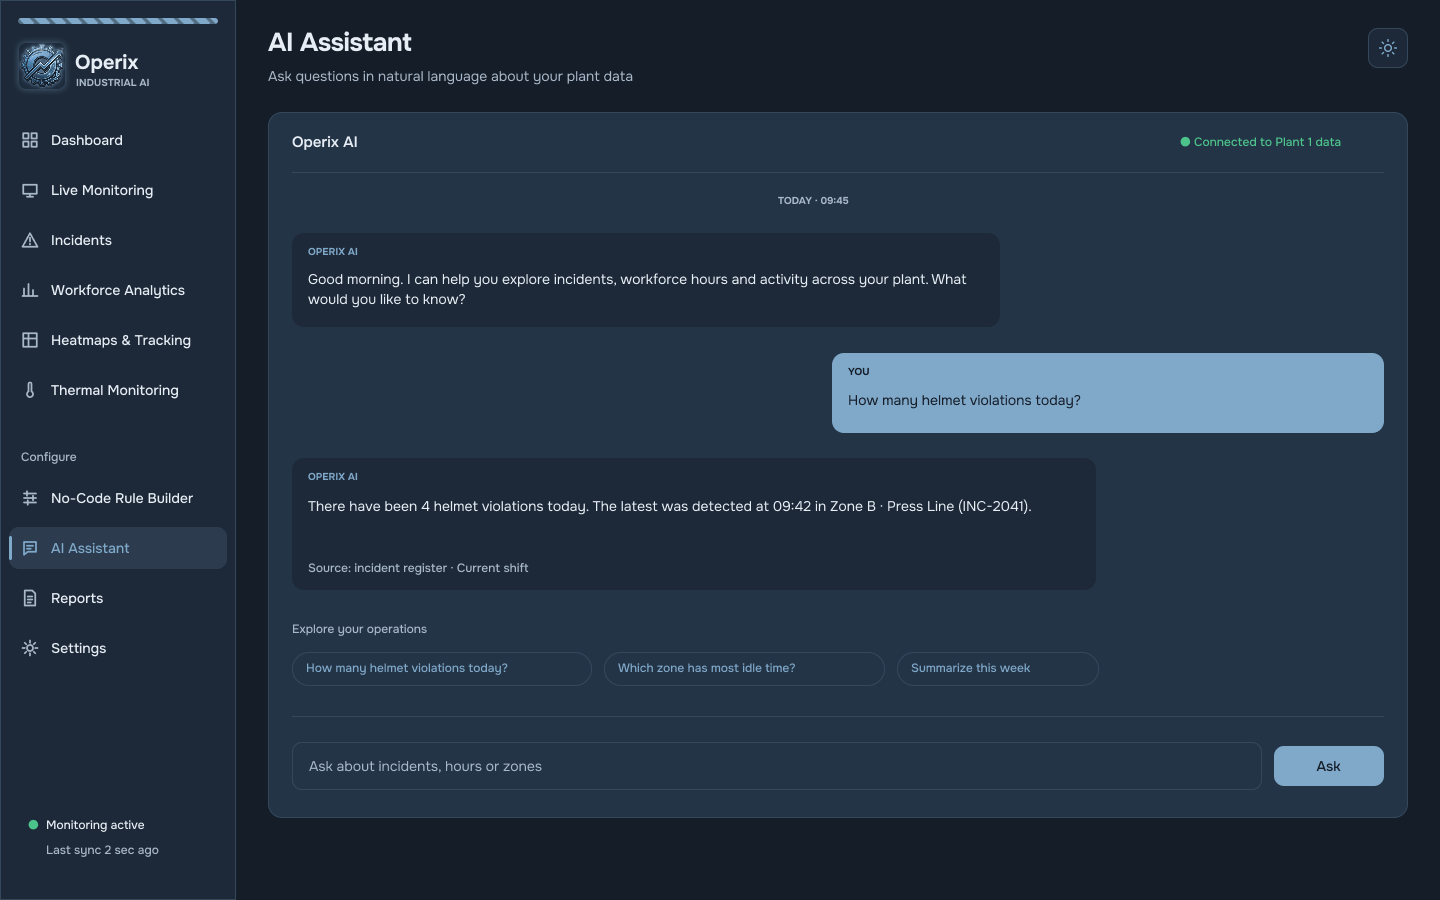 Operix
INDUSTRIAL AI
Dashboard
Live Monitoring
Incidents
Workforce Analytics
Heatmaps & Tracking
Thermal Monitoring
Configure
No-Code Rule Builder
AI Assistant
Reports
Settings
Monitoring active
Last sync 2 sec ago
AI Assistant
Ask questions in natural language about your plant data
Operix AI
Connected to Plant 1 data
TODAY · 09:45
OPERIX AI
Good morning. I can help you explore incidents, workforce hours and activity across your plant. What
would you like to know?
YOU
How many helmet violations today?
OPERIX AI
There have been 4 helmet violations today. The latest was detected at 09:42 in Zone B · Press Line (INC-2041).
Source: incident register · Current shift
Explore your operations
How many helmet violations today?
Which zone has most idle time?
Summarize this week
Ask about incidents, hours or zones
Ask